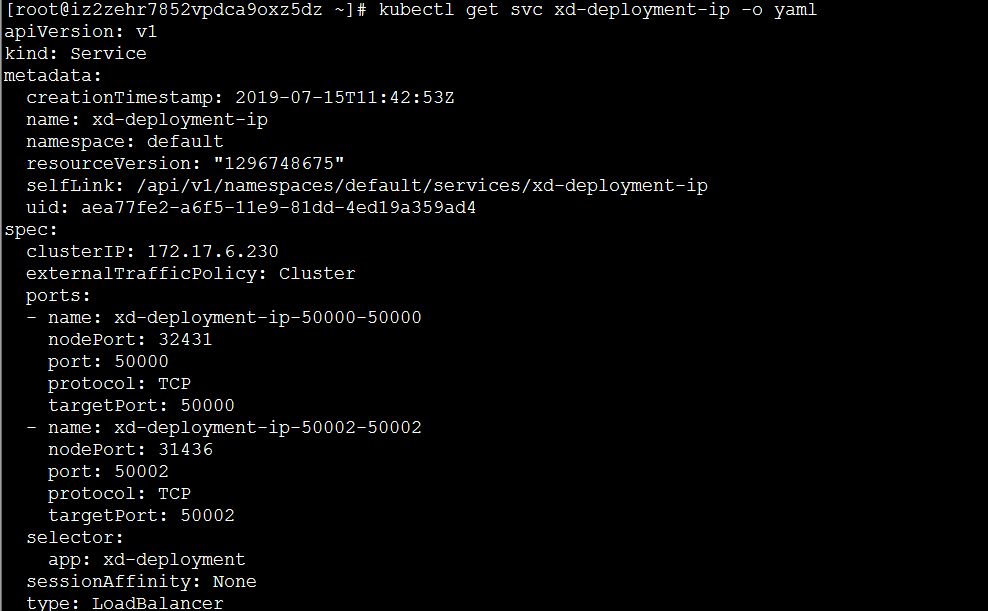 [root@iz2zehr7852vpdca9oxz5dz ~]# kubectl get svc xd-deployment-ip -o yaml
apiVersion: v1
kind: Service
metadata:
  creationTimestamp: 2019-07-15T11:42:53Z
  name: xd-deployment-ip
  namespace: default
  resourceVersion: "1296748675"
  selfLink: /api/v1/namespaces/default/services/xd-deployment-ip
  uid: aea77fe2-a6f5-11e9-81dd-4ed19a359ad4
spec:
  clusterIP: 172.17.6.230
  externalTrafficPolicy: Cluster
  ports:
  - name: xd-deployment-ip-50000-50000
    nodePort: 32431
    port: 50000
    protocol: TCP
    targetPort: 50000
  - name: xd-deployment-ip-50002-50002
    nodePort: 31436
    port: 50002
    protocol: TCP
    targetPort: 50002
  selector:
    app: xd-deployment
  sessionAffinity: None
  type: LoadBalancer